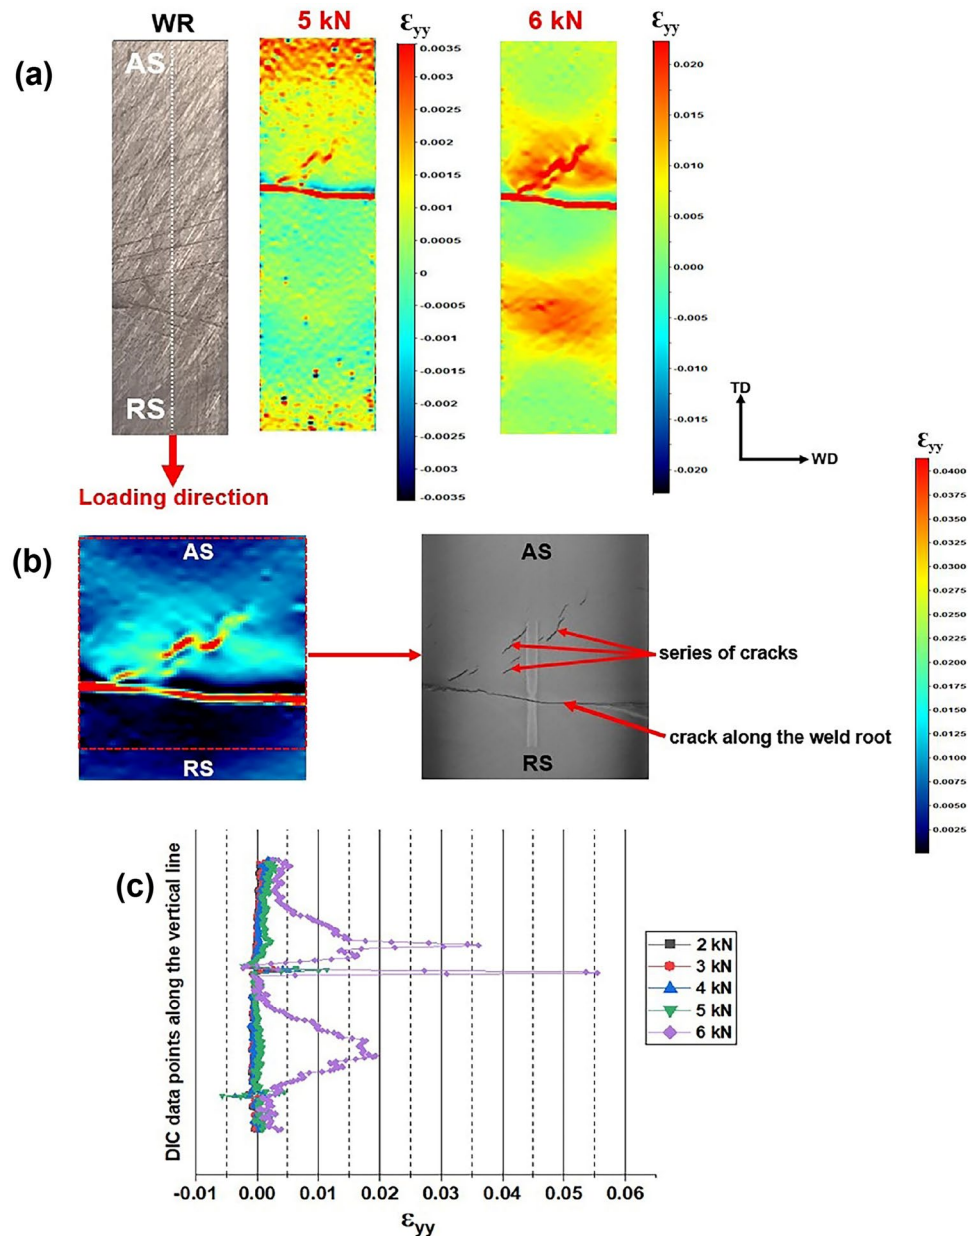 (a)
WR
5 kN
εyy
6 kN
εyy
AS
RS
Loading direction
0.0035
0.003
0.0025
0.002
0.0015
0.001
0.0005
0
-0.0005
-0.001
-0.0015
-0.002
-0.0025
-0.003
-0.0035
0.020
0.015
0.010
0.005
0.000
-0.005
-0.010
-0.015
-0.020
TD
WD
εyy
0.0400
0.0375
0.0350
0.0325
0.0300
0.0275
0.0250
0.0225
0.0200
0.0175
0.0150
0.0125
0.0100
0.0075
0.0050
0.0025
(b)
AS
RS
AS
RS
series of cracks
crack along the weld root
(c)
DIC data points along the vertical line
-0.01 0.00 0.01 0.02 0.03 0.04 0.05 0.06
εyy
2 kN
3 kN
4 kN
5 kN
6 kN